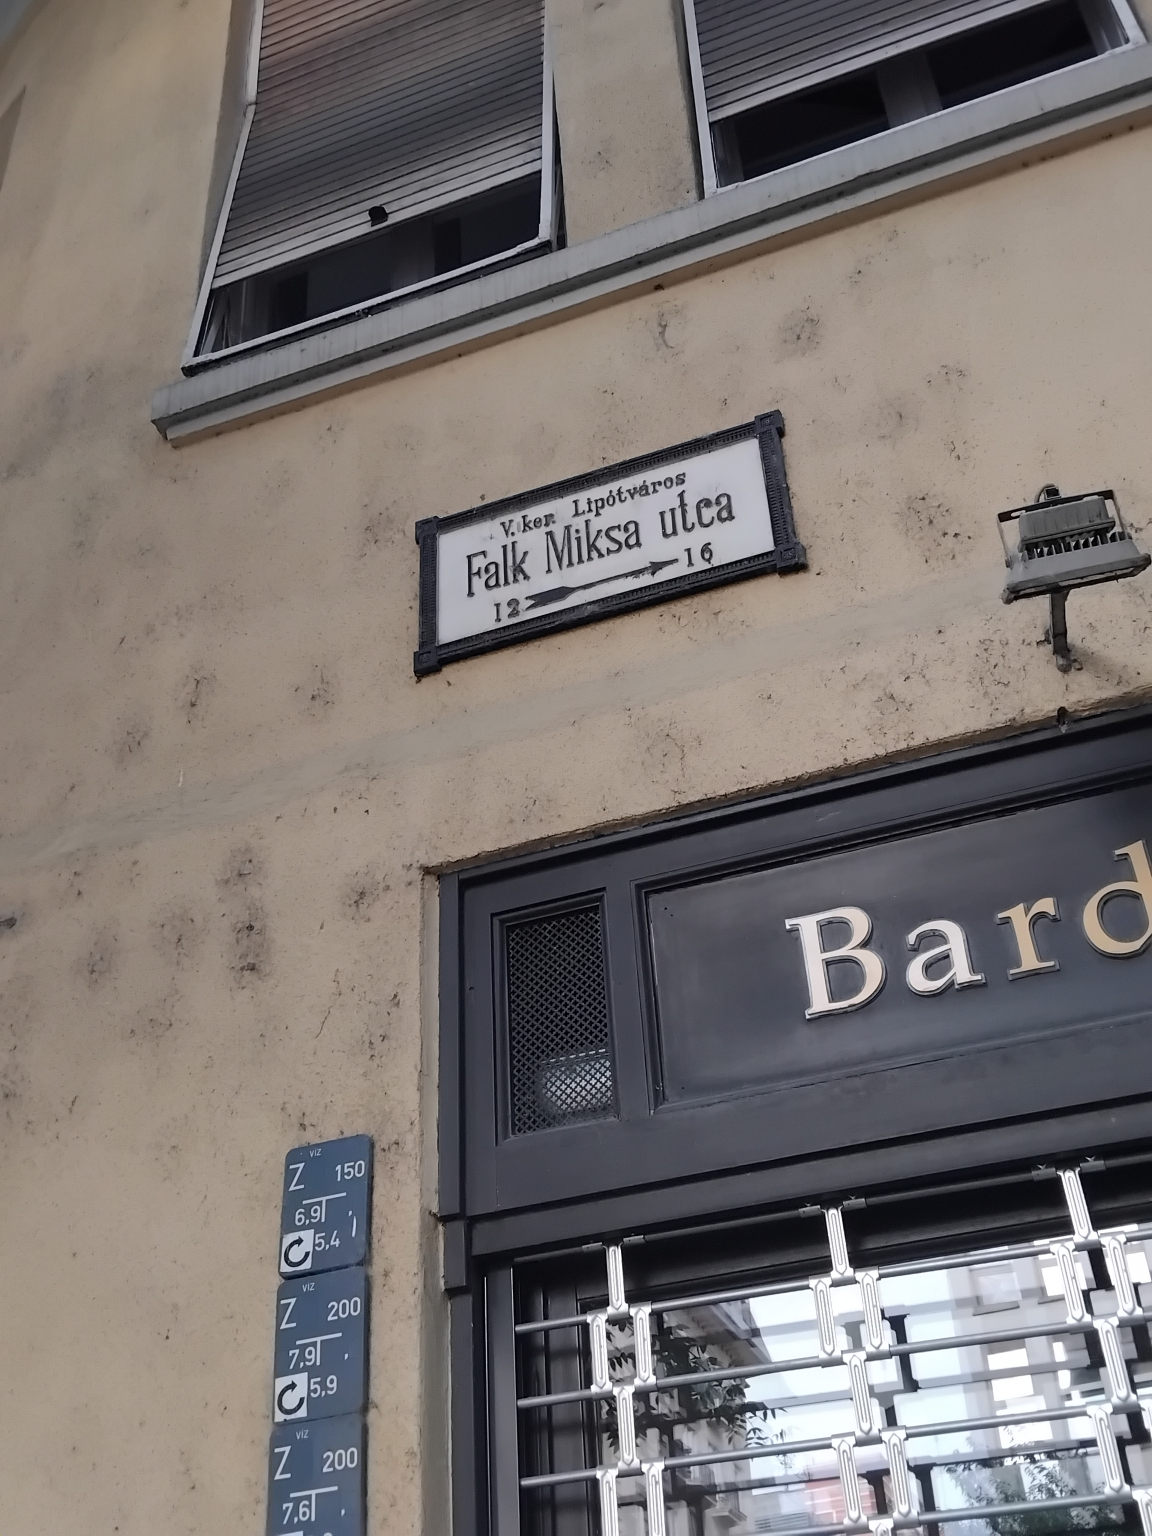 V. ker. Lipótváros
Falk Miksa utca
12 16
Bard
víz
Z 150
6,9
5,4
víz
Z 200
7,9
5,9
víz
Z 200
7,6